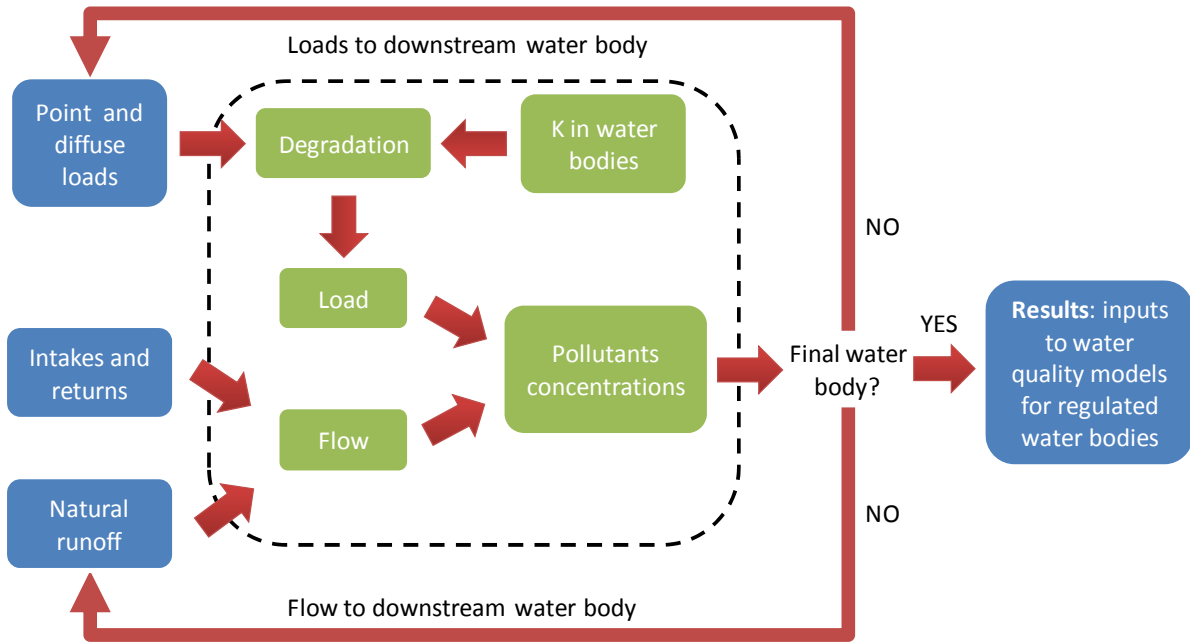 Loads to downstream water body
Point and
diffuse
loads
Degradation
K in water
bodies
NO
Load
Intakes and
returns
Pollutants
concentrations
Final water
body?
YES
Results: inputs
to water
quality models
for regulated
water bodies
Flow
Natural
runoff
NO
Flow to downstream water body